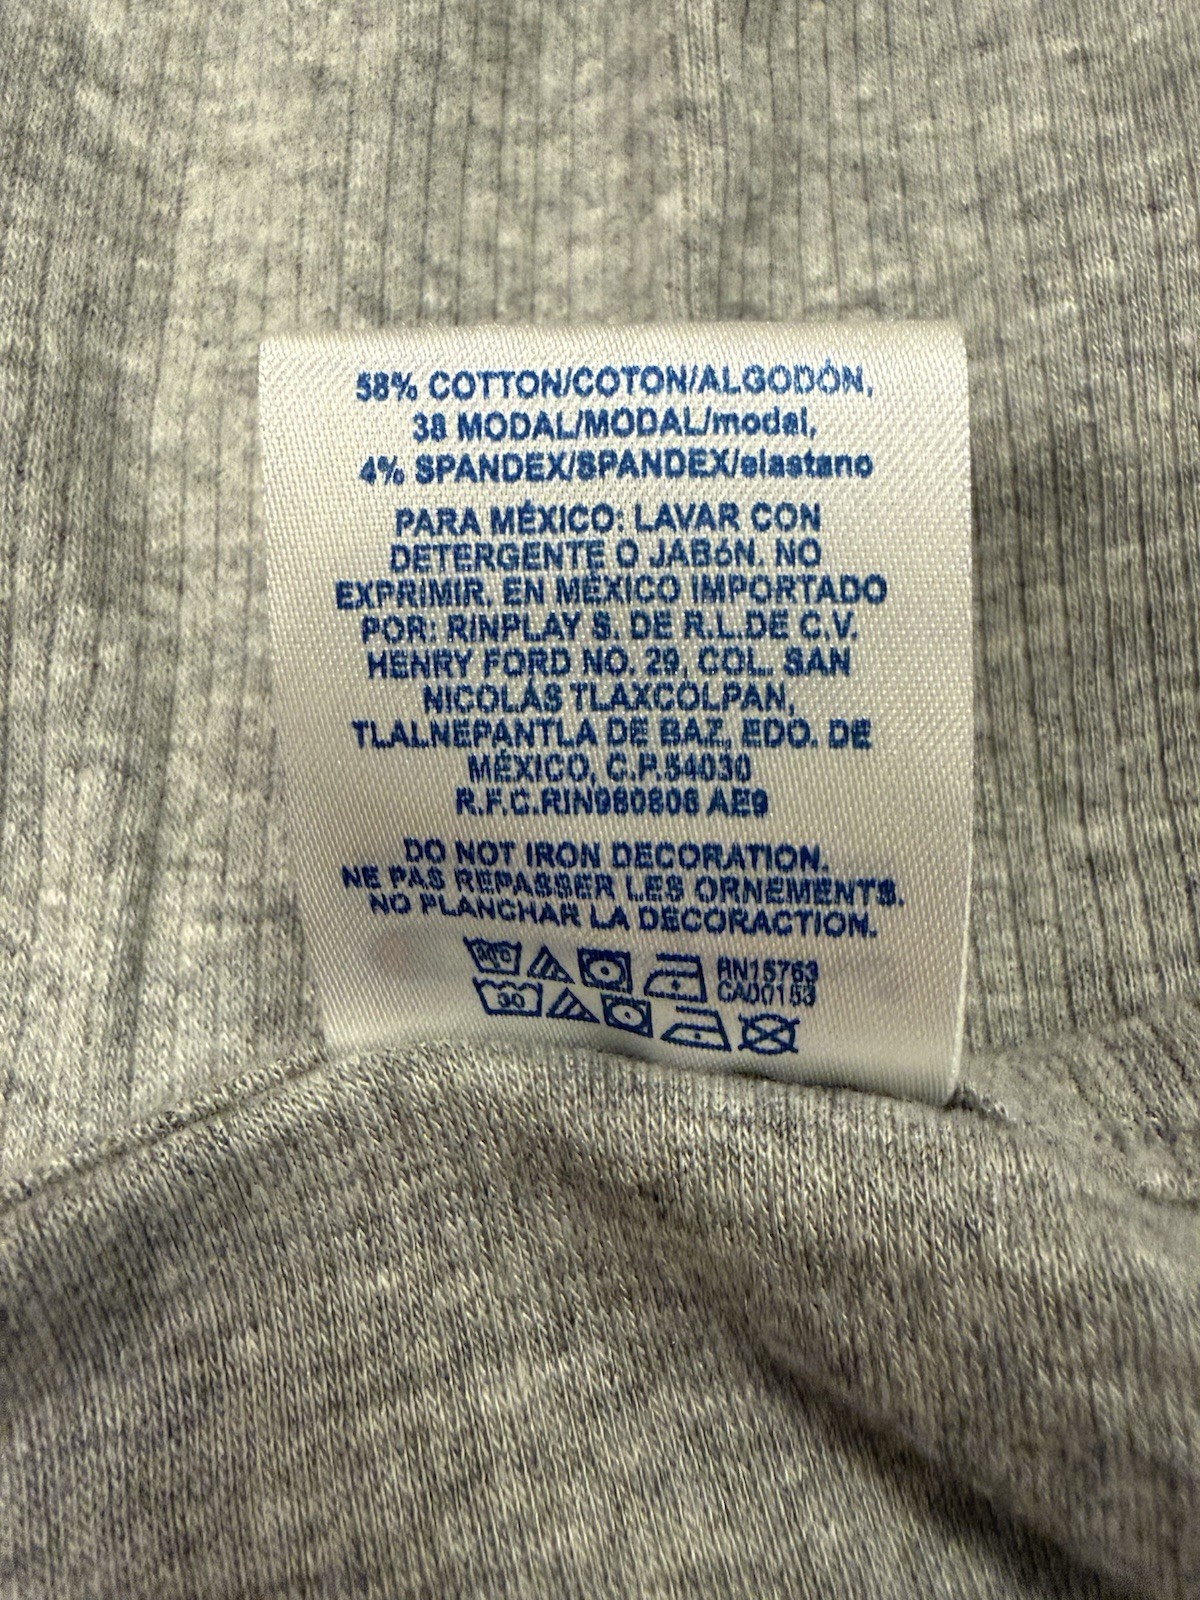 58% COTTON/COTON/ALGODÓN,
38 MODAL/MODAL/modal,
4% SPANDEX/SPANDEX/elastano
PARA MÉXICO: LAVAR CON
DETERGENTE O JABóN. NO
EXPRIMIR. EN MÉXICO IMPORTADO
POR: RINPLAY S. DE R.L.DE C.V.
HENRY FORD NO. 29, COL. SAN
NICOLÁS TLAXCOLPAN,
TLALNEPANTLA DE BAZ, EDO. DE
MÉXICO, C.P.54030
R.F.C.RIN980806 AE9
DO NOT IRON DECORATION.
NE PAS REPASSER LES ORNEMENTS.
NO PLANCHAR LA DECORACTION.
30°C RN15763
CA00153
30